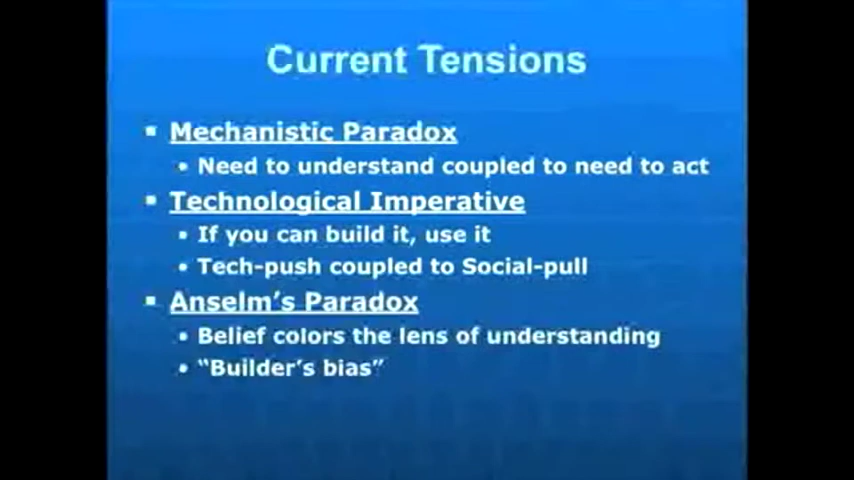 Current Tensions
▪ Mechanistic Paradox
• Need to understand coupled to need to act
▪ Technological Imperative
• If you can build it, use it
• Tech-push coupled to Social-pull
▪ Anselm’s Paradox
• Belief colors the lens of understanding
• “Builder’s bias”